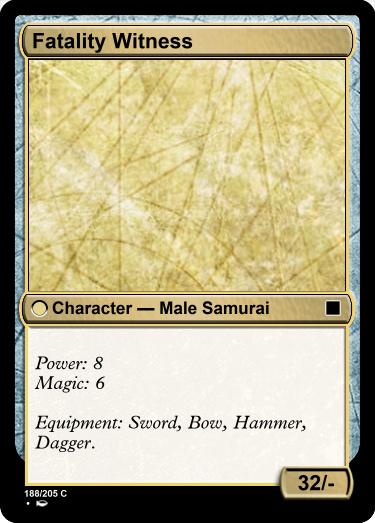 Fatality Witness
Character — Male Samurai
Power: 8
Magic: 6
Equipment: Sword, Bow, Hammer,
Dagger.
32/-
188/205 C